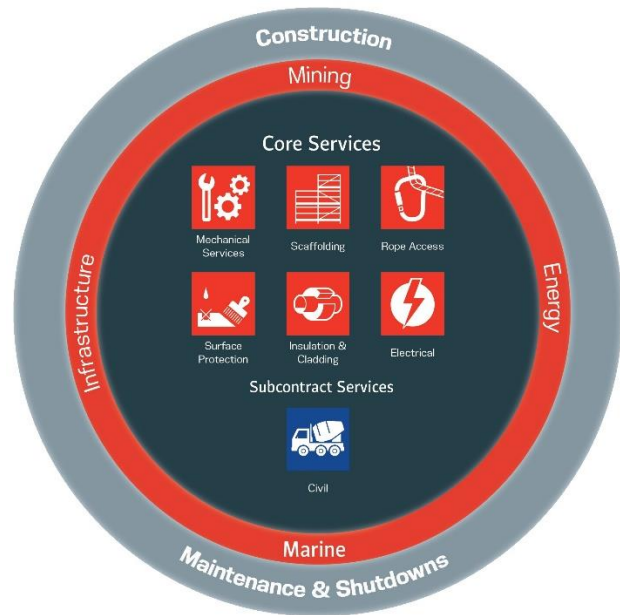 Construction
Mining
Core Services
Mechanical
Services
Scaffolding
Rope Access
Infrastructure
Energy
Surface
Protection
Insulation &
Cladding
Electrical
Subcontract Services
Civil
Marine
Maintenance & Shutdowns